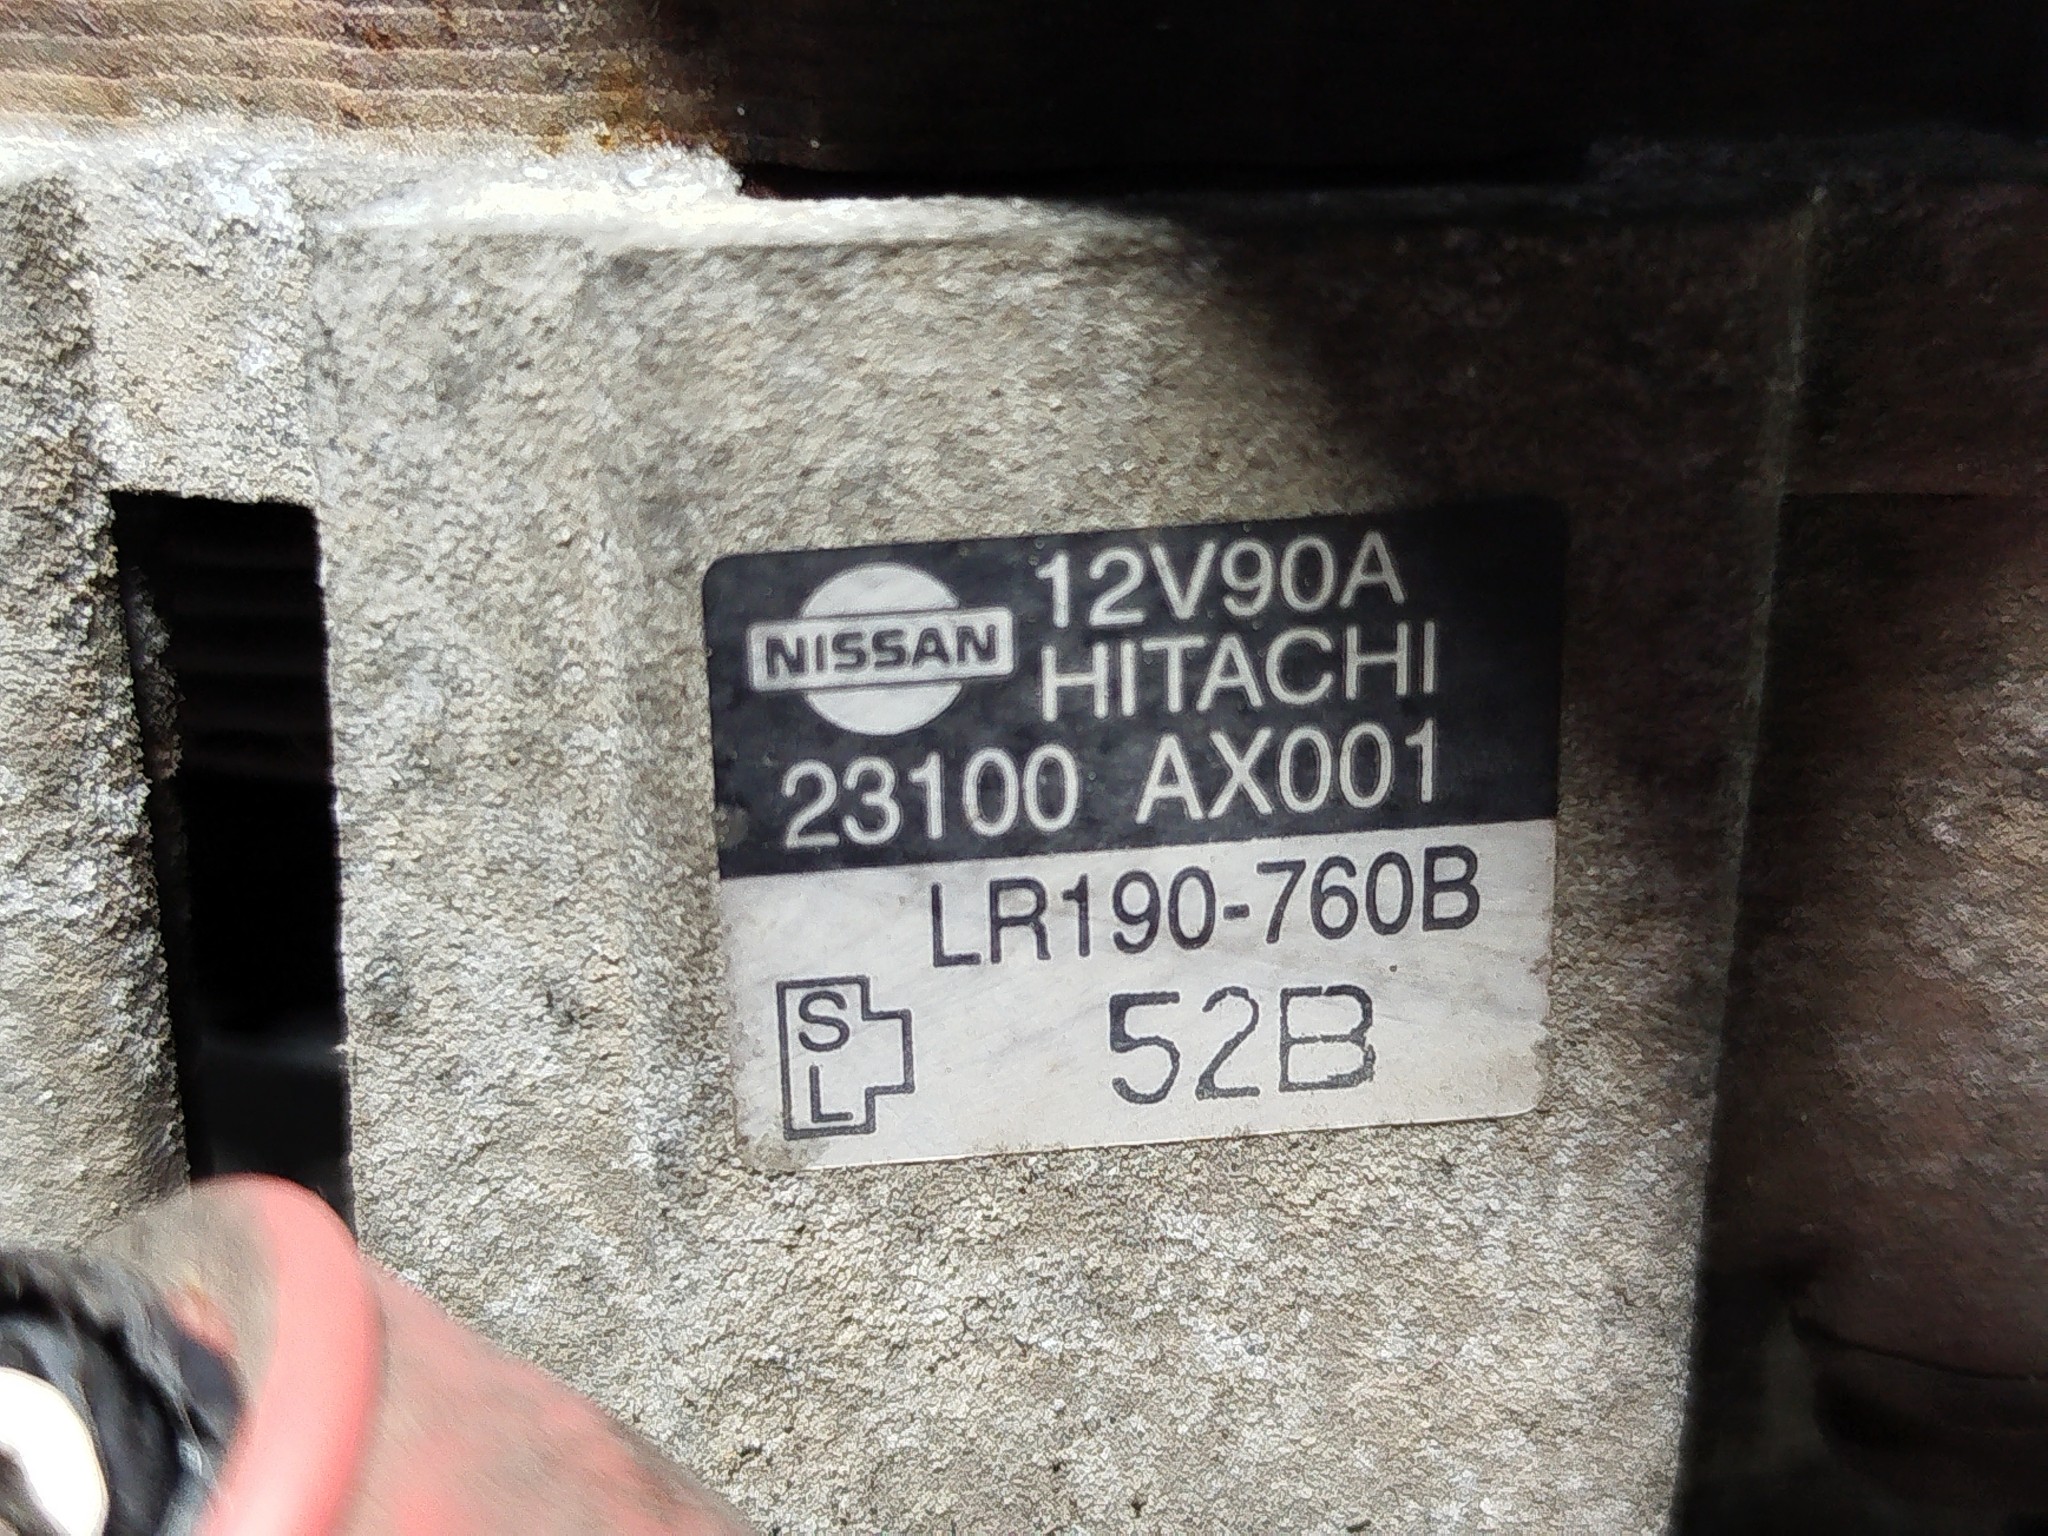 NISSAN
12V90A
HITACHI
23100 AX001
LR190-760B
S
L
52B